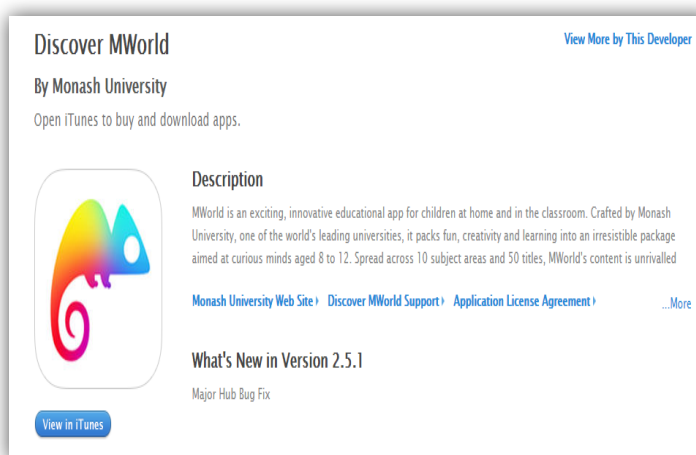 Discover MWorld
View More by This Developer
By Monash University
Open iTunes to buy and download apps.
Description
MWorld is an exciting, innovative educational app for children at home and in the classroom. Crafted by Monash
University, one of the world's leading universities, it packs fun, creativity and learning into an irresistible package
aimed at curious minds aged 8 to 12. Spread across 10 subject areas and 50 titles, MWorld's content is unrivalled
Monash University Web Site Discover MWorld Support Application License Agreement ...More
What's New in Version 2.5.1
Major Hub Bug Fix
View in iTunes